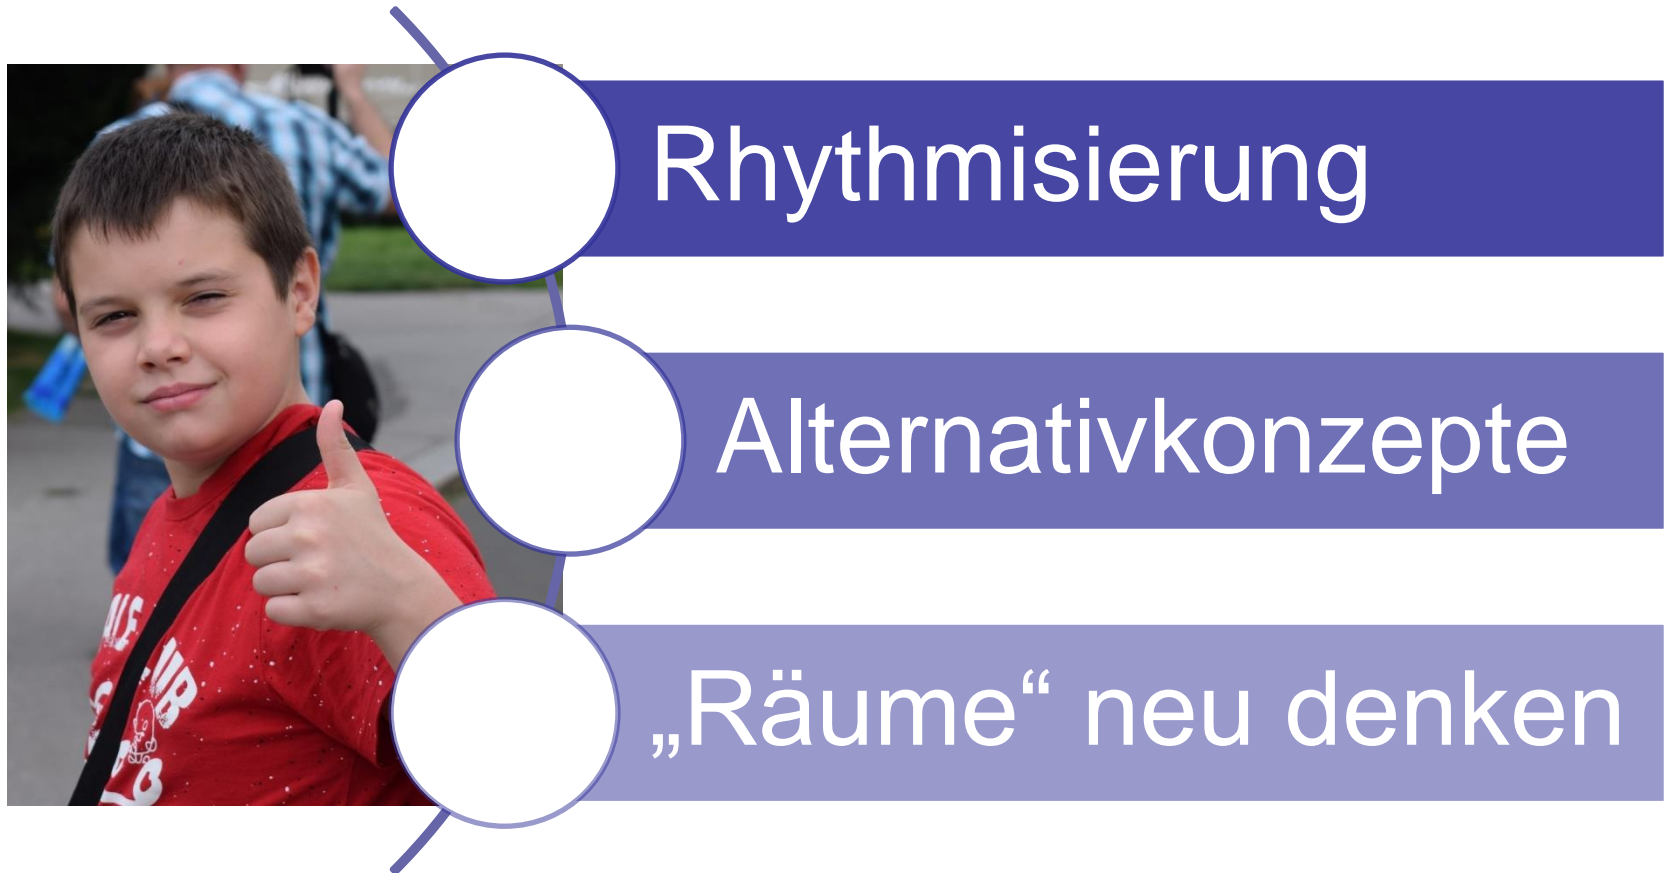 Rhythmisierung
Alternativkonzepte
„Räume“ neu denken